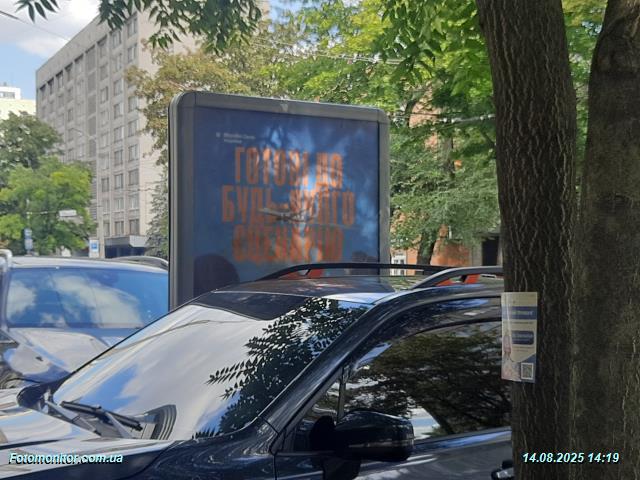 ГОТОВІ ДО
БУДЬ-ЯКОГО
СЦЕНАРІЮ
Fotomonitor.com.ua
14.08.2025 14:19